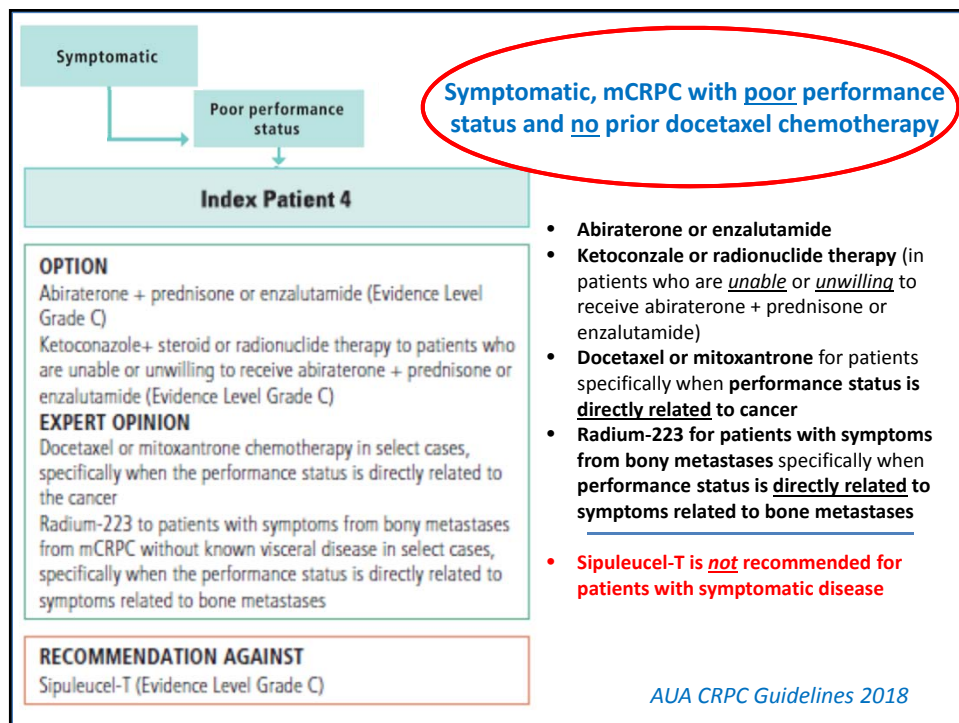 Symptomatic
Poor performance
status
Index Patient 4
OPTION
Abiraterone + prednisone or enzalutamide (Evidence Level
Grade C)
Ketoconazole+ steroid or radionuclide therapy to patients who
are unable or unwilling to receive abiraterone + prednisone or
enzalutamide (Evidence Level Grade C)
EXPERT OPINION
Docetaxel or mitoxantrone chemotherapy in select cases,
specifically when the performance status is directly related to
the cancer
Radium-223 to patients with symptoms from bony metastases
from mCRPC without known visceral disease in select cases,
specifically when the performance status is directly related to
symptoms related to bone metastases
RECOMMENDATION AGAINST
Sipuleucel-T (Evidence Level Grade C)
Symptomatic, mCRPC with poor performance
status and no prior docetaxel chemotherapy
• Abiraterone or enzalutamide
• Ketoconzale or radionuclide therapy (in
patients who are unable or unwilling to
receive abiraterone + prednisone or
enzalutamide)
• Docetaxel or mitoxantrone for patients
specifically when performance status is
directly related to cancer
• Radium-223 for patients with symptoms
from bony metastases specifically when
performance status is directly related to
symptoms related to bone metastases
• Sipuleucel-T is not recommended for
patients with symptomatic disease
AUA CRPC Guidelines 2018